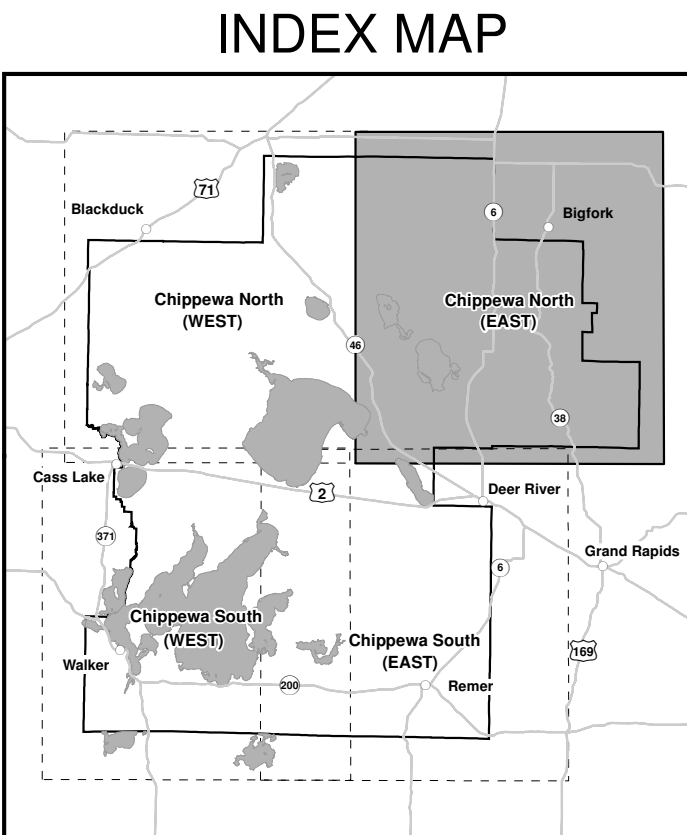 INDEX MAP
71
Blackduck
6
Bigfork
Chippewa North
(WEST)
Chippewa North
(EAST)
46
38
Cass Lake
2
Deer River
371
6
Grand Rapids
Chippewa South
(WEST)
Chippewa South
(EAST)
169
Walker
200
Remer